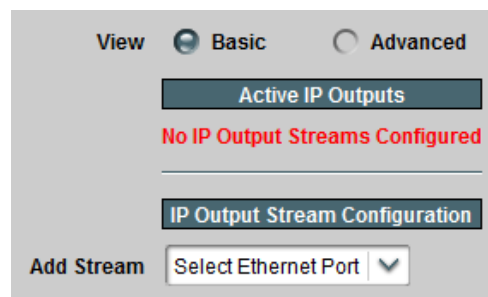 View Basic Advanced
Active IP Outputs
No IP Output Streams Configured
IP Output Stream Configuration
Add Stream Select Ethernet Port